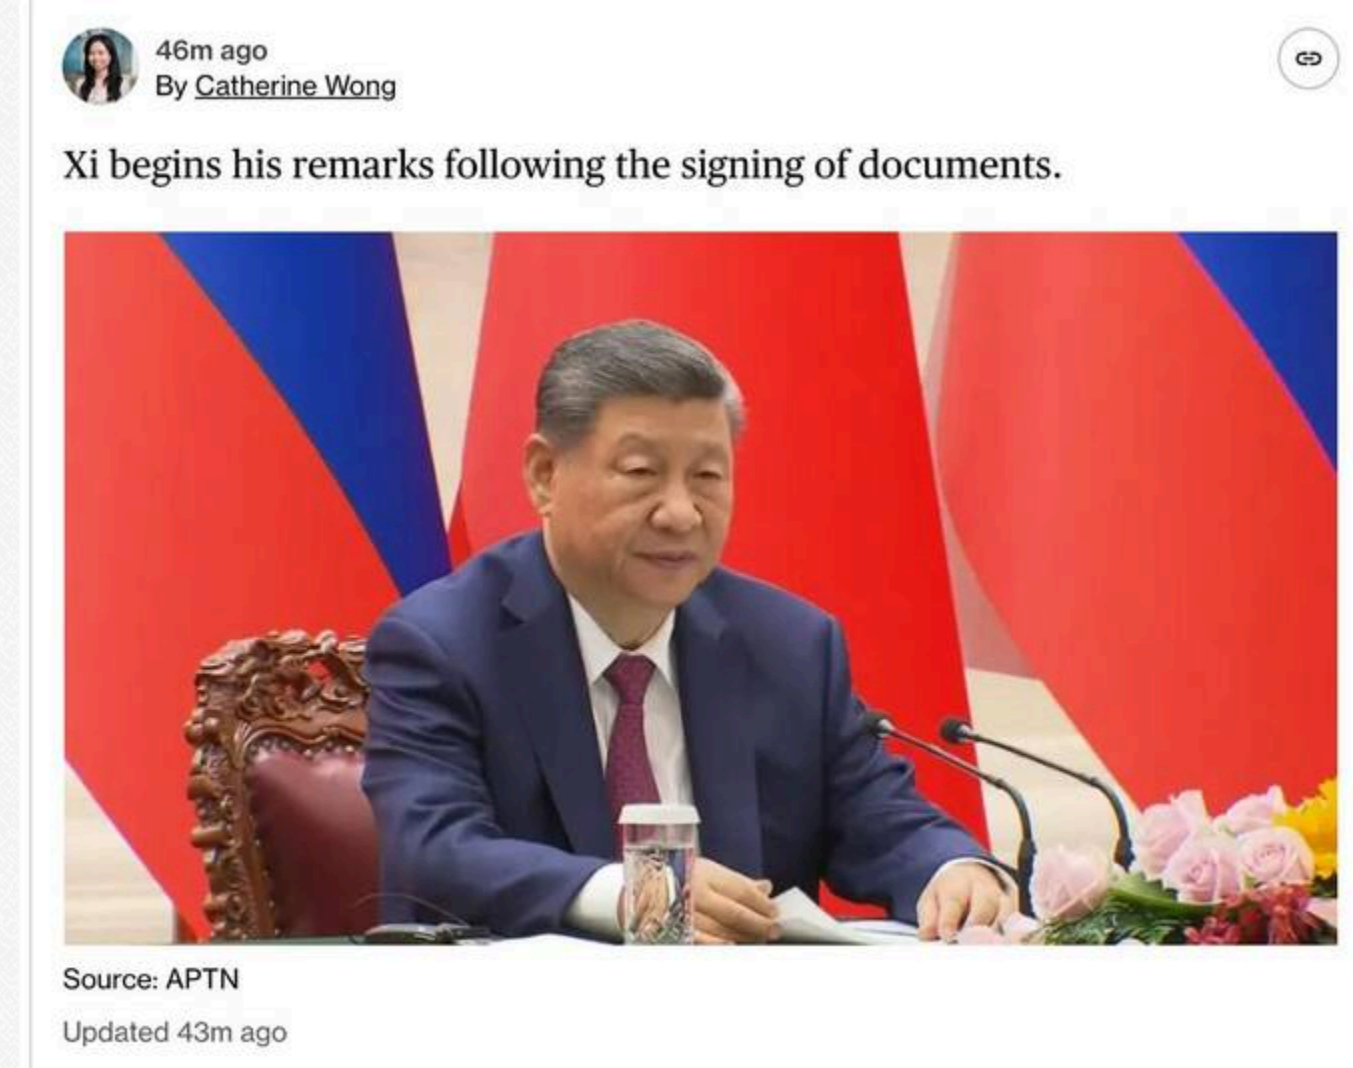 46m ago
By Catherine Wong
Xi begins his remarks following the signing of documents.
Source: APTN
Updated 43m ago